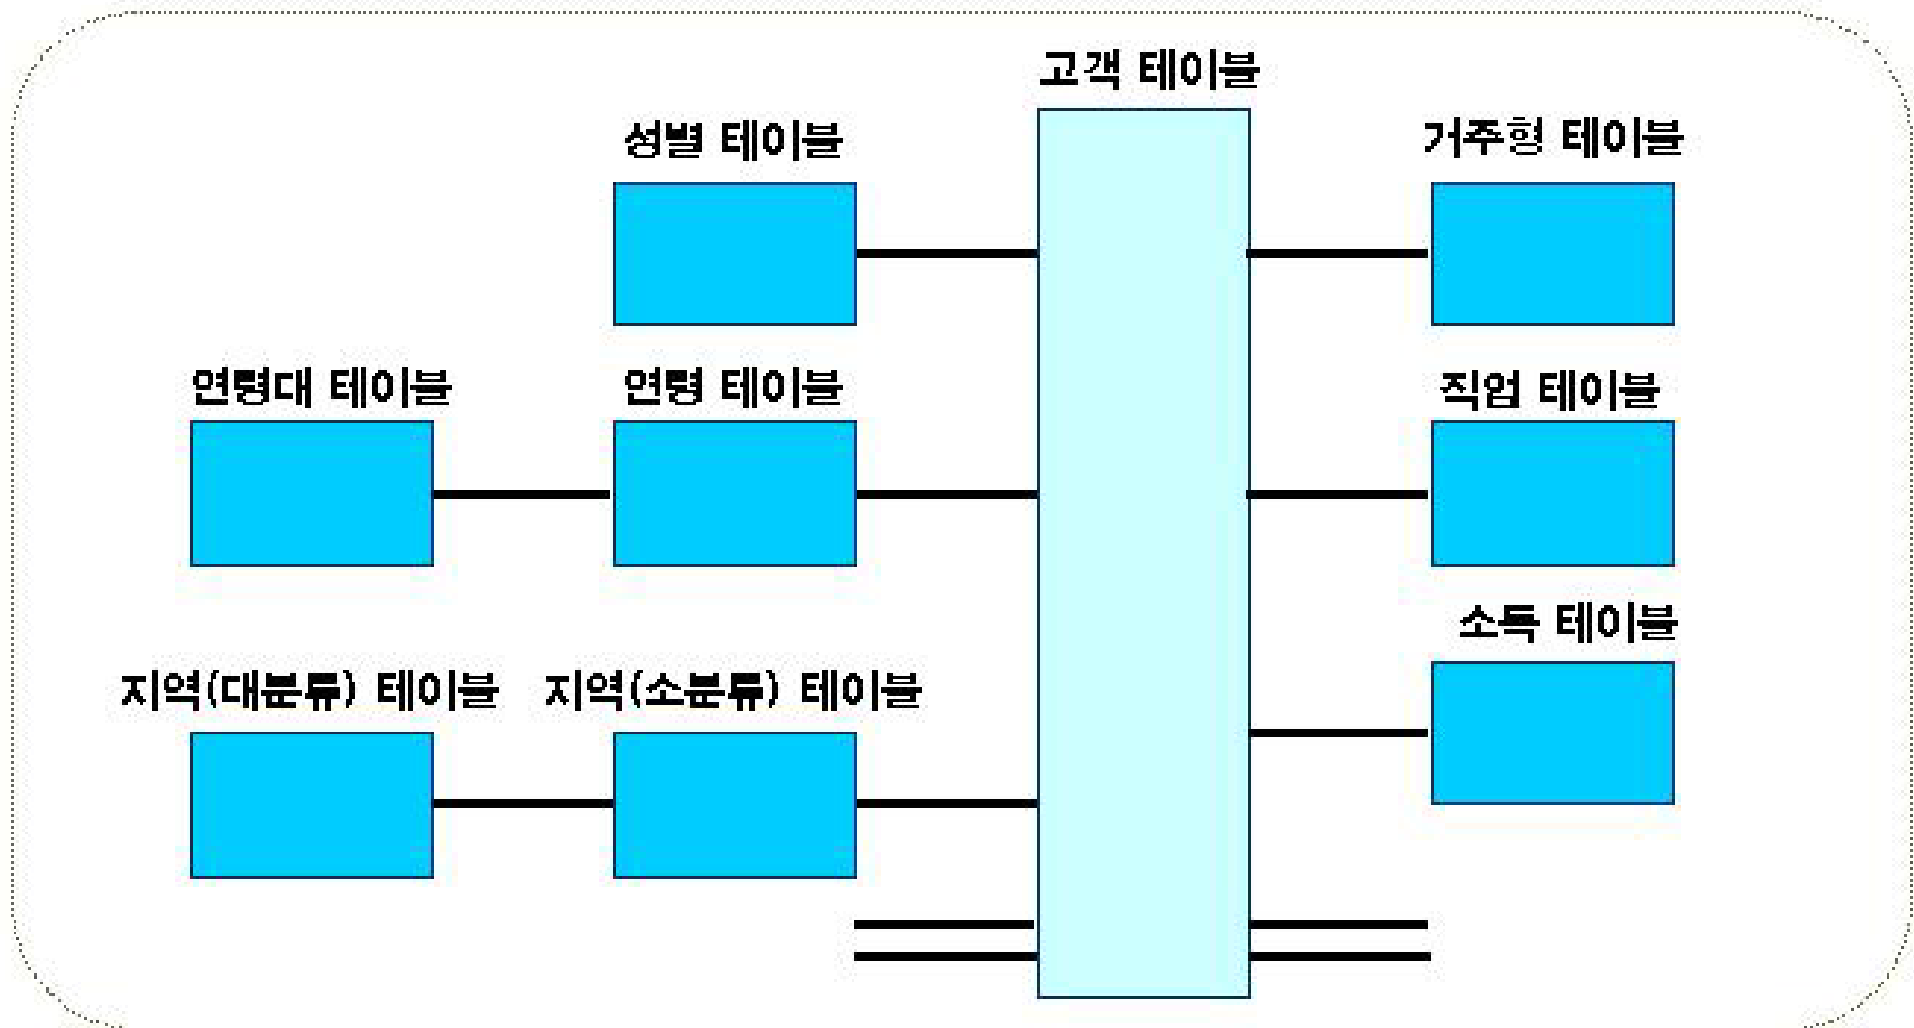 고객 테이블
성별 테이블
거주형 테이블
연령대 테이블
연령 테이블
직업 테이블
소득 테이블
지역(대분류) 테이블
지역(소분류) 테이블